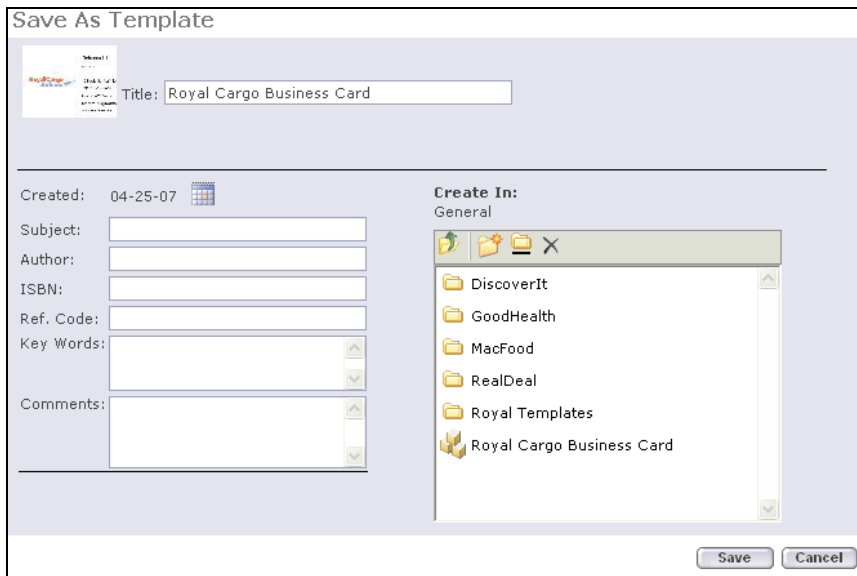 Save As Template
Title: Royal Cargo Business Card
Created: 04-25-07
Subject:
Author:
ISBN:
Ref. Code:
Key Words:
Comments:
Create In:
General
DiscoverIt
GoodHealth
MacFood
RealDeal
Royal Templates
Royal Cargo Business Card
Save Cancel